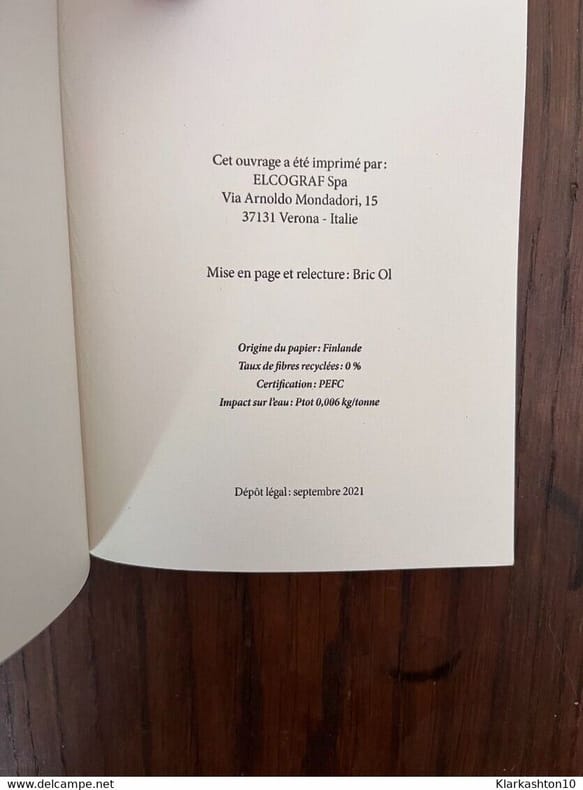 Cet ouvrage a été imprimé par :
ELCOGRAF Spa
Via Arnoldo Mondadori, 15
37131 Verona - Italie
Mise en page et relecture : Bric Ol
Origine du papier : Finlande
Taux de fibres recyclées : 0 %
Certification : PEFC
Impact sur l'eau : Ptot 0,006 kg/tonne
Dépôt légal : septembre 2021
www.delcampe.net
Klarkashton10